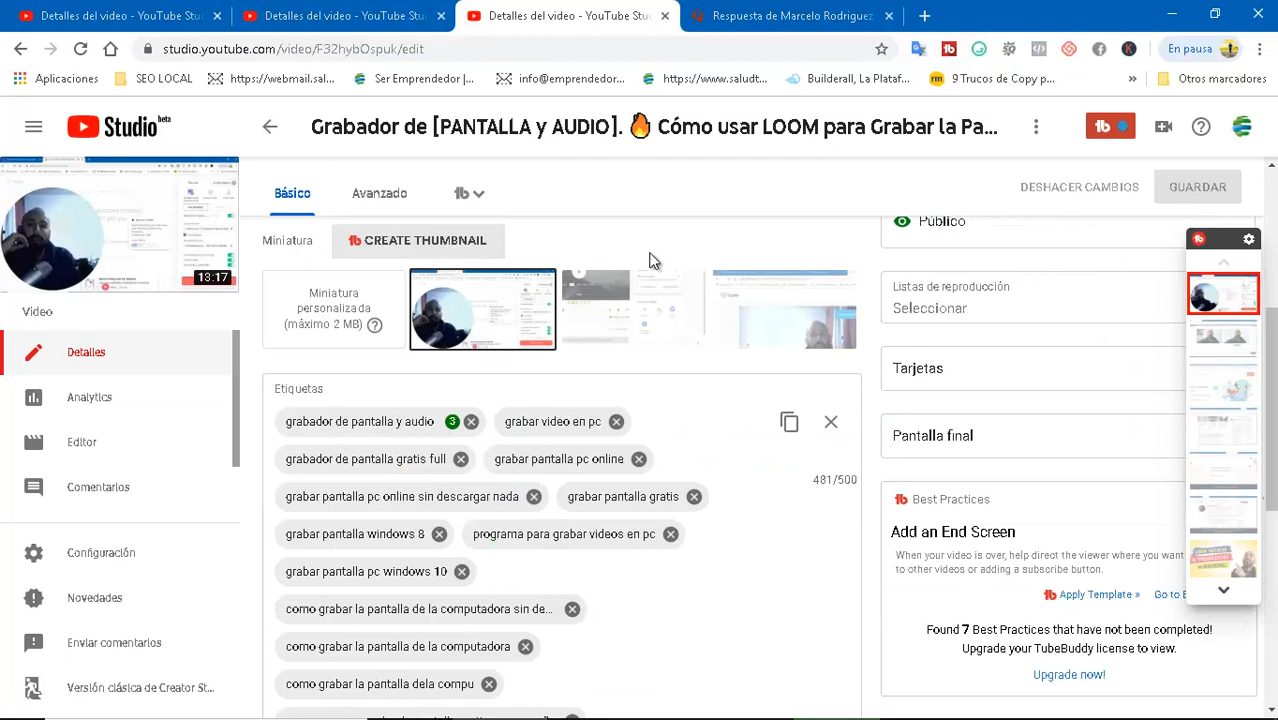 Detalles del video - YouTube Stu
Detalles del video - YouTube Stu
Detalles del video - YouTube Stu
Respuesta de Marcelo Rodriguez
studio.youtube.com/video/F32hybOspuk/edit
En pausa
Aplicaciones
SEO LOCAL
https://webmail.sal...
Ser Emprendedor |...
info@emprendedor...
https://www.saludt...
Builderall, La Plataf...
9 Trucos de Copy p...
Otros marcadores
Studio beta
Grabador de [PANTALLA y AUDIO]. 🔥 Cómo usar LOOM para Grabar la Pa...
Básico
DESHACER CAMBIOS
GUARDAR
13:17
Video
Detalles
Analytics
Editor
Comentarios
Configuración
Novedades
Enviar comentarios
Versión clásica de Creator St...
CREATE THUMBNAIL
Miniatura
personalizada
(máximo 2 MB)
Etiquetas
grabador de pantalla y audio 3
grabar video en pc
grabador de pantalla gratis full
grabar pantalla pc online
481/500
grabar pantalla pc online sin descargar nada
grabar pantalla gratis
grabar pantalla windows 8
programa para grabar videos en pc
grabar pantalla pc windows 10
como grabar la pantalla de la computadora sin de...
como grabar la pantalla de la computadora
como grabar la pantalla dela compu
Público
Listas de reproducción
Seleccionar
Tarjetas
Pantalla final
Best Practices
Add an End Screen
When your video is over, help direct the viewer where you want
to other videos or adding a subscribe button.
Apply Template »
Go to E
Found 7 Best Practices that have not been completed!
Upgrade your TubeBuddy license to view.
Upgrade now!